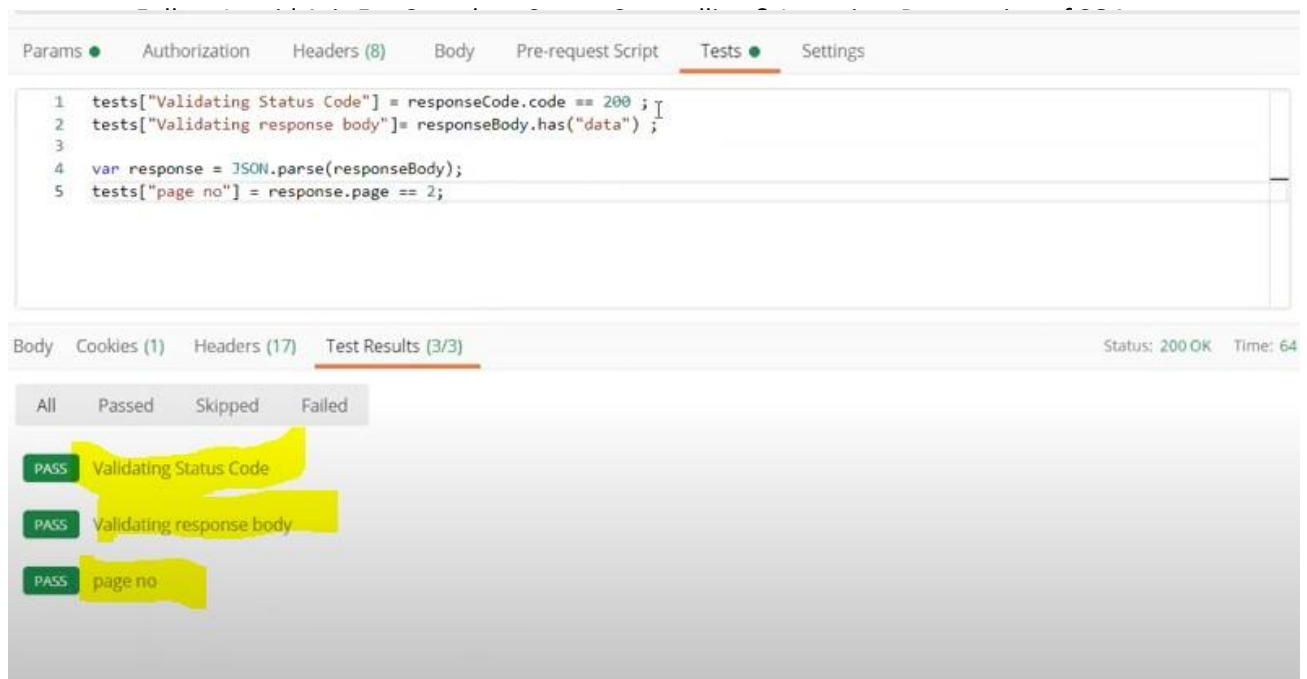 Params Authorization Headers (8) Body Pre-request Script Tests Settings
1 tests["Validating Status Code"] = responseCode.code == 200 ;
2 tests["Validating response body"]= responseBody.has("data") ;
3
4 var response = JSON.parse(responseBody);
5 tests["page no"] = response.page == 2;
Body Cookies (1) Headers (17) Test Results (3/3) Status: 200 OK Time: 64
All Passed Skipped Failed
PASS Validating Status Code
PASS Validating response body
PASS page no